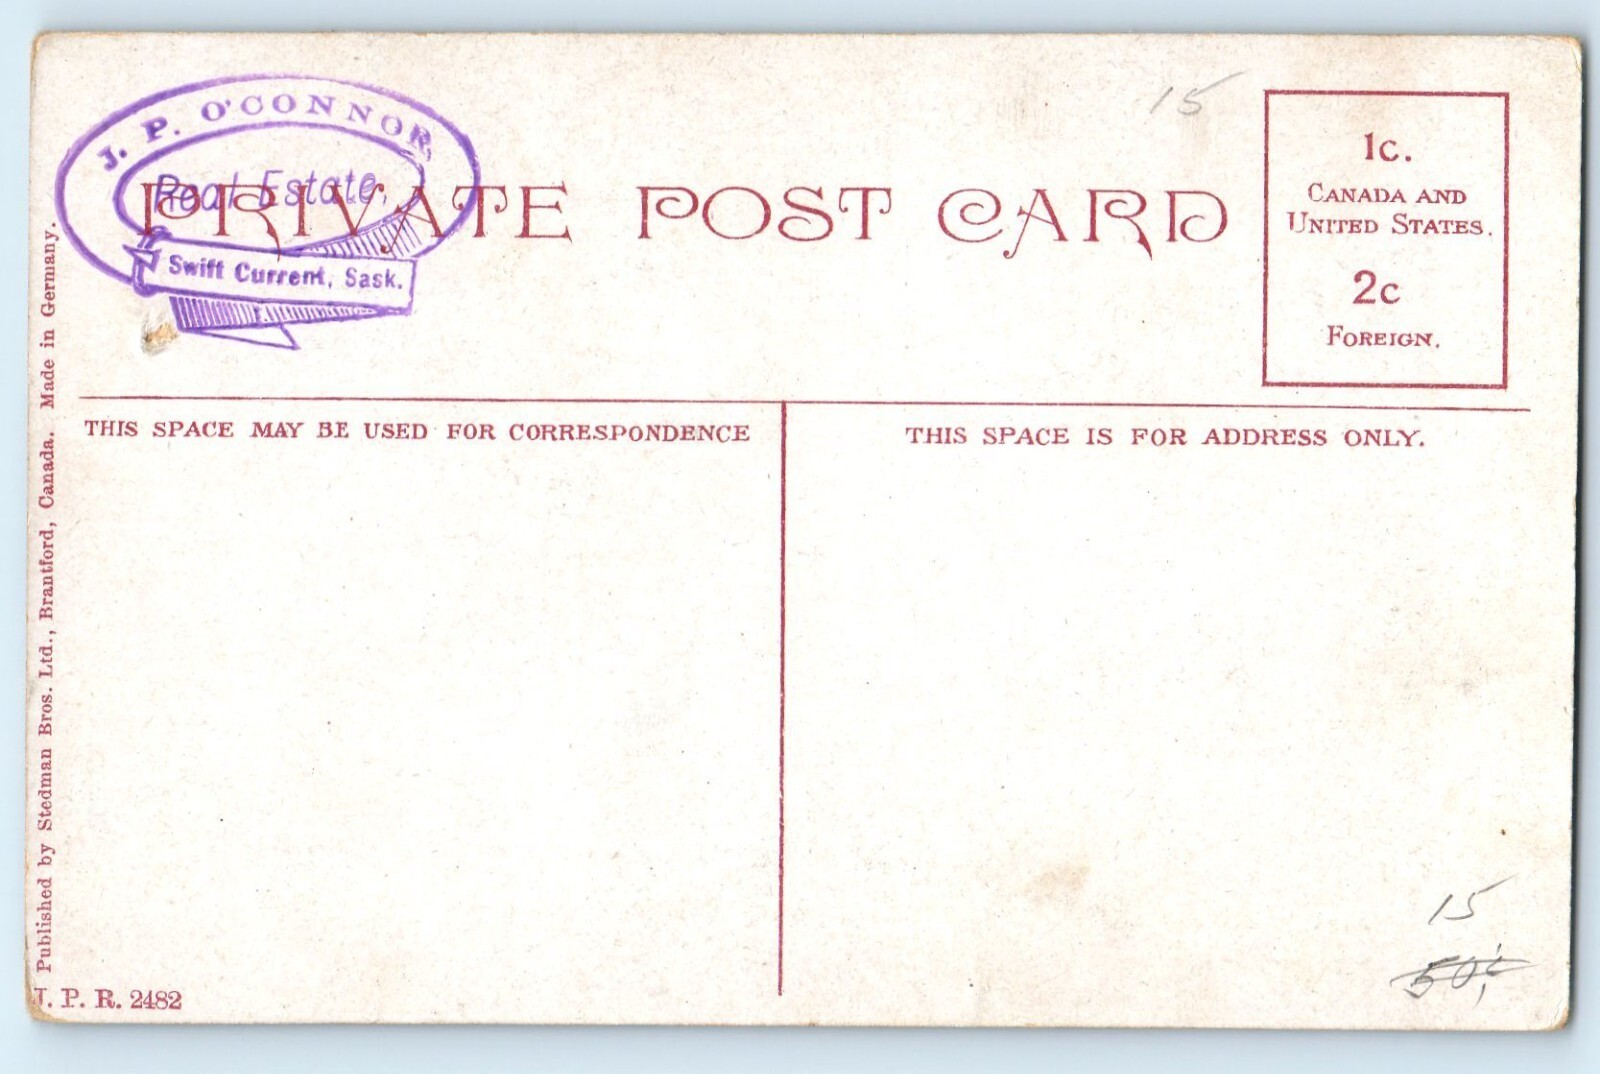 J. P. O'CONNOR,
Real Estate,
Swift Current, Sask.
PRIVATE POST CARD
15
1c.
CANADA AND
UNITED STATES.
2c
FOREIGN.
THIS SPACE MAY BE USED FOR CORRESPONDENCE
THIS SPACE IS FOR ADDRESS ONLY.
Published by Stedman Bros. Ltd., Brantford, Canada. Made in Germany.
J. P. R. 2482
15
50¢